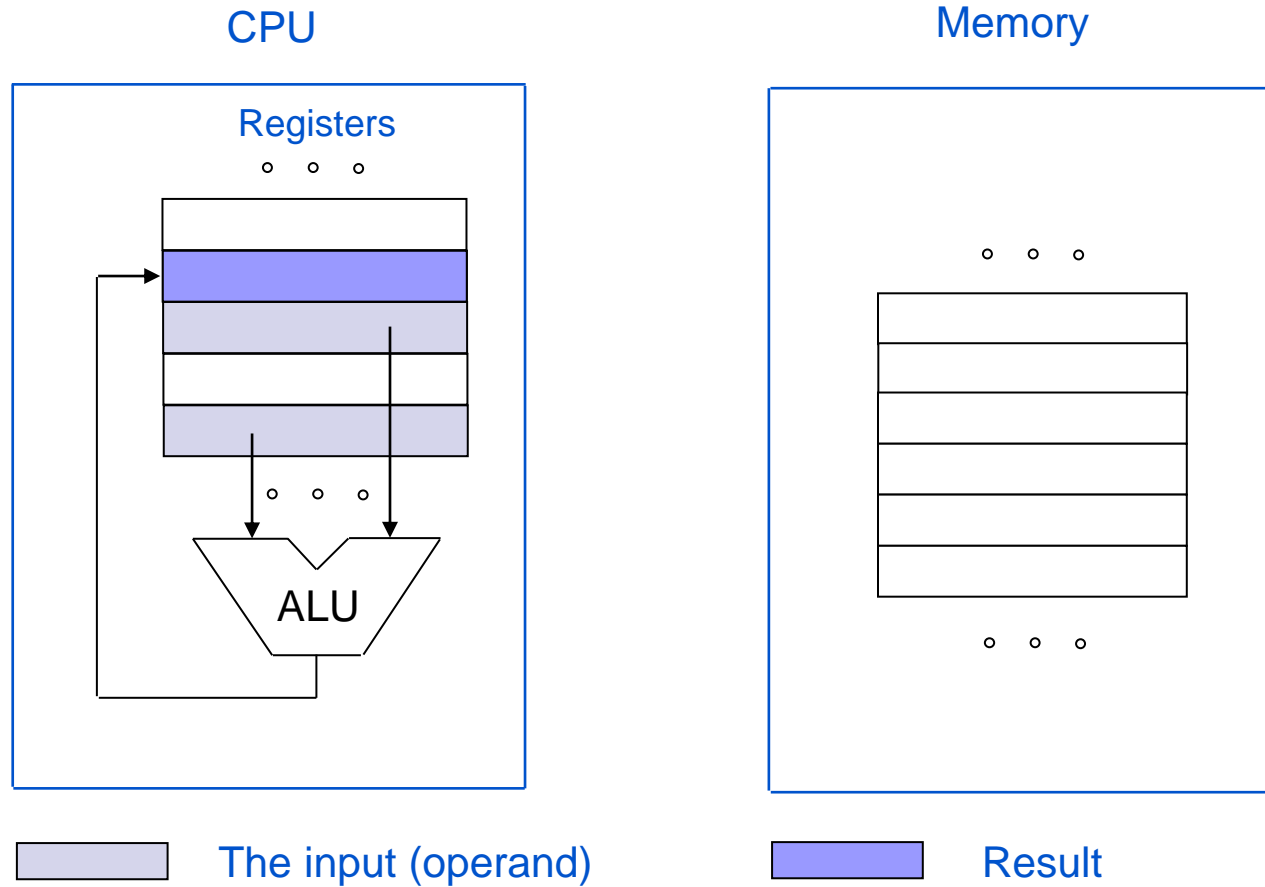 CPU
Memory
Registers
ALU
The input (operand)
Result